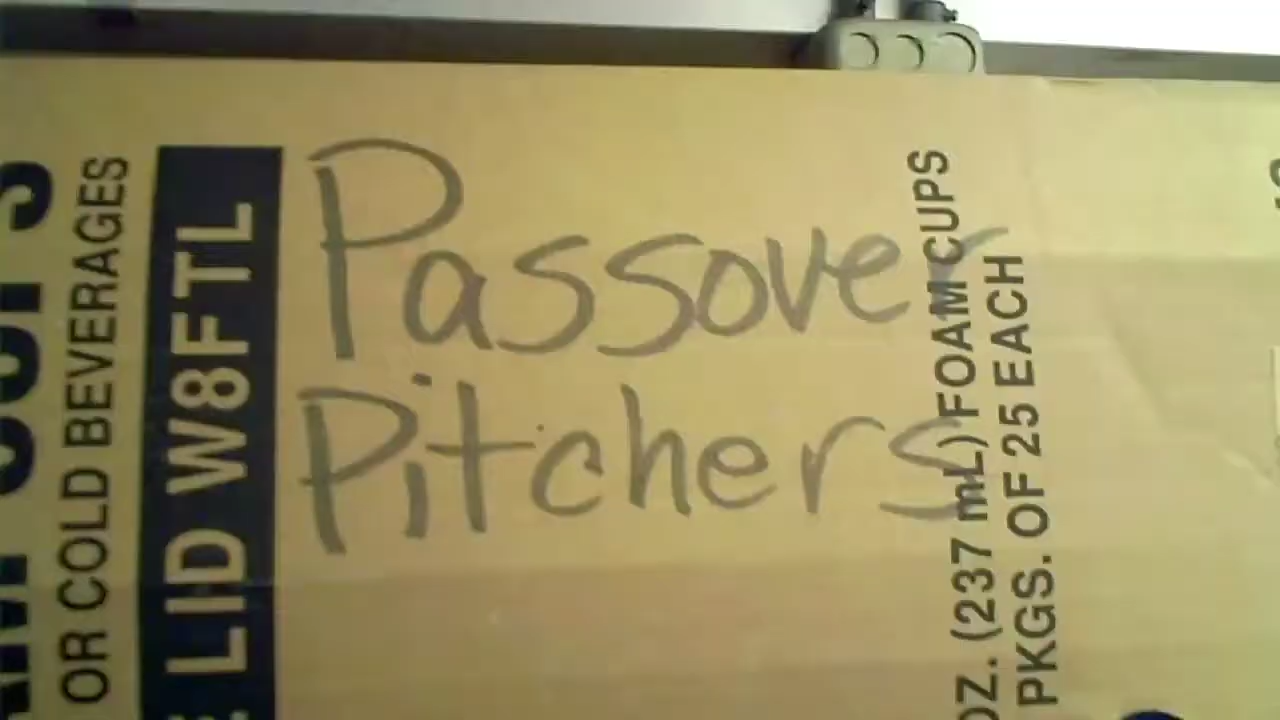 Passover
Pitchers
OR COLD BEVERAGES
LID W8FTL
OZ. (237 mL) FOAM CUPS
PKGS. OF 25 EACH